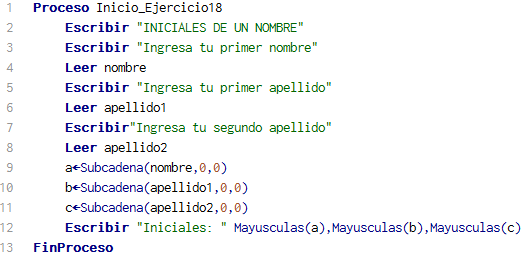 1 Proceso Inicio_Ejercicio18
2 Escribir "INICIALES DE UN NOMBRE"
3 Escribir "Ingresa tu primer nombre"
4 Leer nombre
5 Escribir "Ingresa tu primer apellido"
6 Leer apellido1
7 Escribir"Ingresa tu segundo apellido"
8 Leer apellido2
9 a←Subcadena(nombre,0,0)
10 b←Subcadena(apellido1,0,0)
11 c←Subcadena(apellido2,0,0)
12 Escribir "Iniciales: " Mayusculas(a),Mayusculas(b),Mayusculas(c)
13 FinProceso